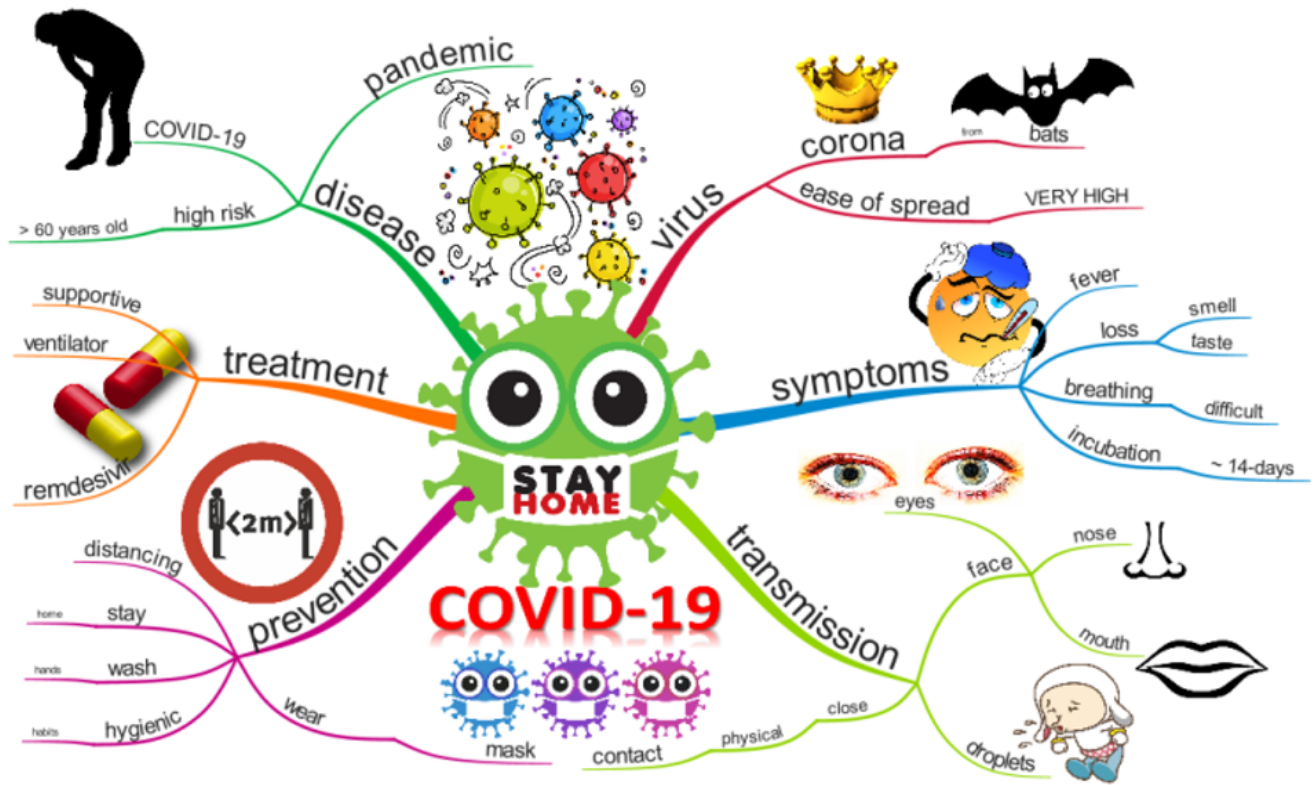 pandemic
COVID-19
high risk
> 60 years old
disease
virus
corona
from
bats
ease of spread
VERY HIGH
supportive
ventilator
remdesivir
treatment
symptoms
fever
loss
smell
taste
breathing
difficult
incubation
~ 14-days
STAY
HOME
COVID-19
<2m>
prevention
distancing
stay
home
wash
hands
hygienic
habits
wear
mask
transmission
face
eyes
nose
mouth
close
physical
contact
droplets